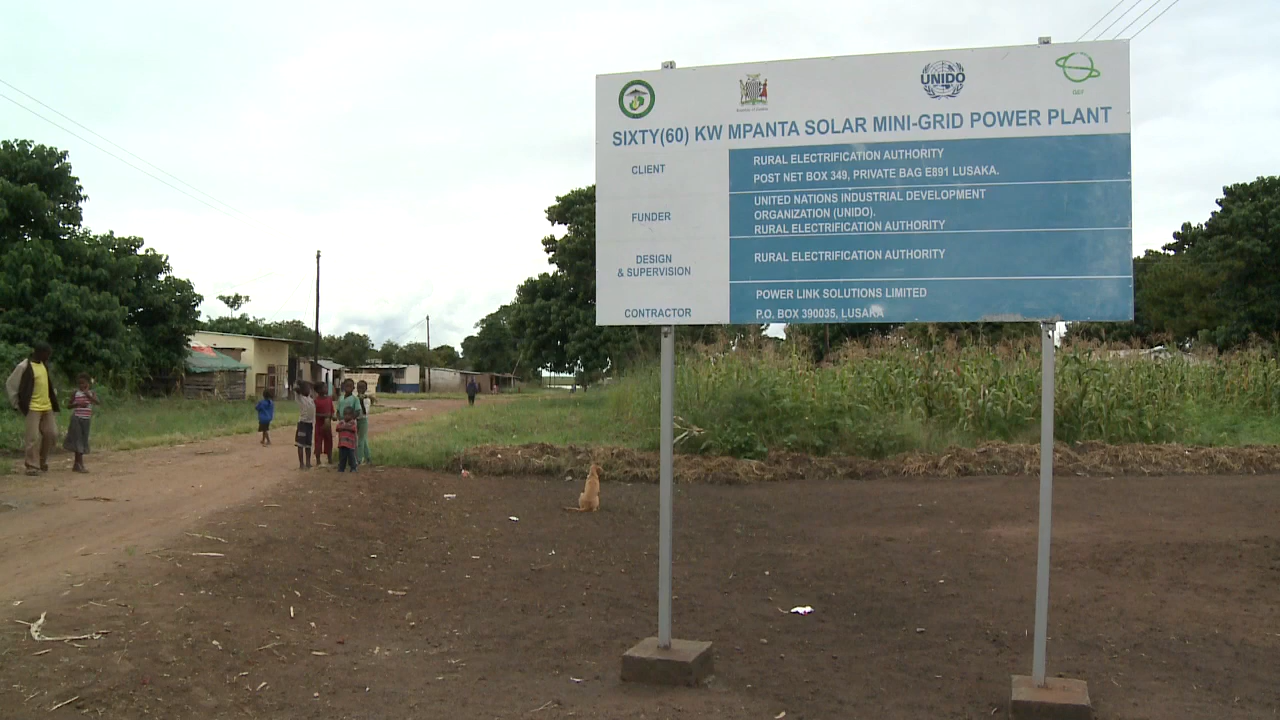 UNIDO
GEF
SIXTY(60) KW MPANTA SOLAR MINI-GRID POWER PLANT
CLIENT
RURAL ELECTRIFICATION AUTHORITY
POST NET BOX 349, PRIVATE BAG E891 LUSAKA.
FUNDER
UNITED NATIONS INDUSTRIAL DEVELOPMENT
ORGANIZATION (UNIDO).
RURAL ELECTRIFICATION AUTHORITY
DESIGN
& SUPERVISION
RURAL ELECTRIFICATION AUTHORITY
CONTRACTOR
POWER LINK SOLUTIONS LIMITED
P.O. BOX 390035, LUSAKA